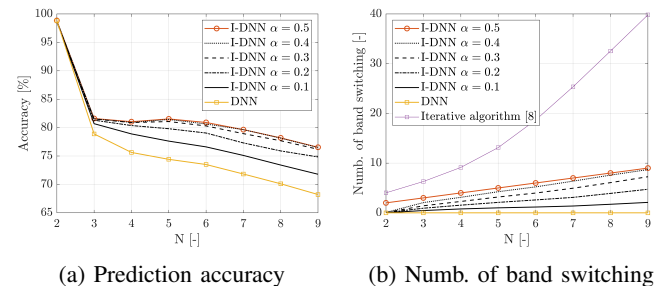 100
95
90
85
80
75
70
65
2 3 4 5 6 7 8 9
Accuracy [%]
N [-]
I-DNN α = 0.5
I-DNN α = 0.4
I-DNN α = 0.3
I-DNN α = 0.2
I-DNN α = 0.1
DNN
(a) Prediction accuracy
40
30
20
10
0
2 3 4 5 6 7 8 9
Numb. of band switching [-]
N [-]
I-DNN α = 0.5
I-DNN α = 0.4
I-DNN α = 0.3
I-DNN α = 0.2
I-DNN α = 0.1
DNN
Iterative algorithm [8]
(b) Numb. of band switching